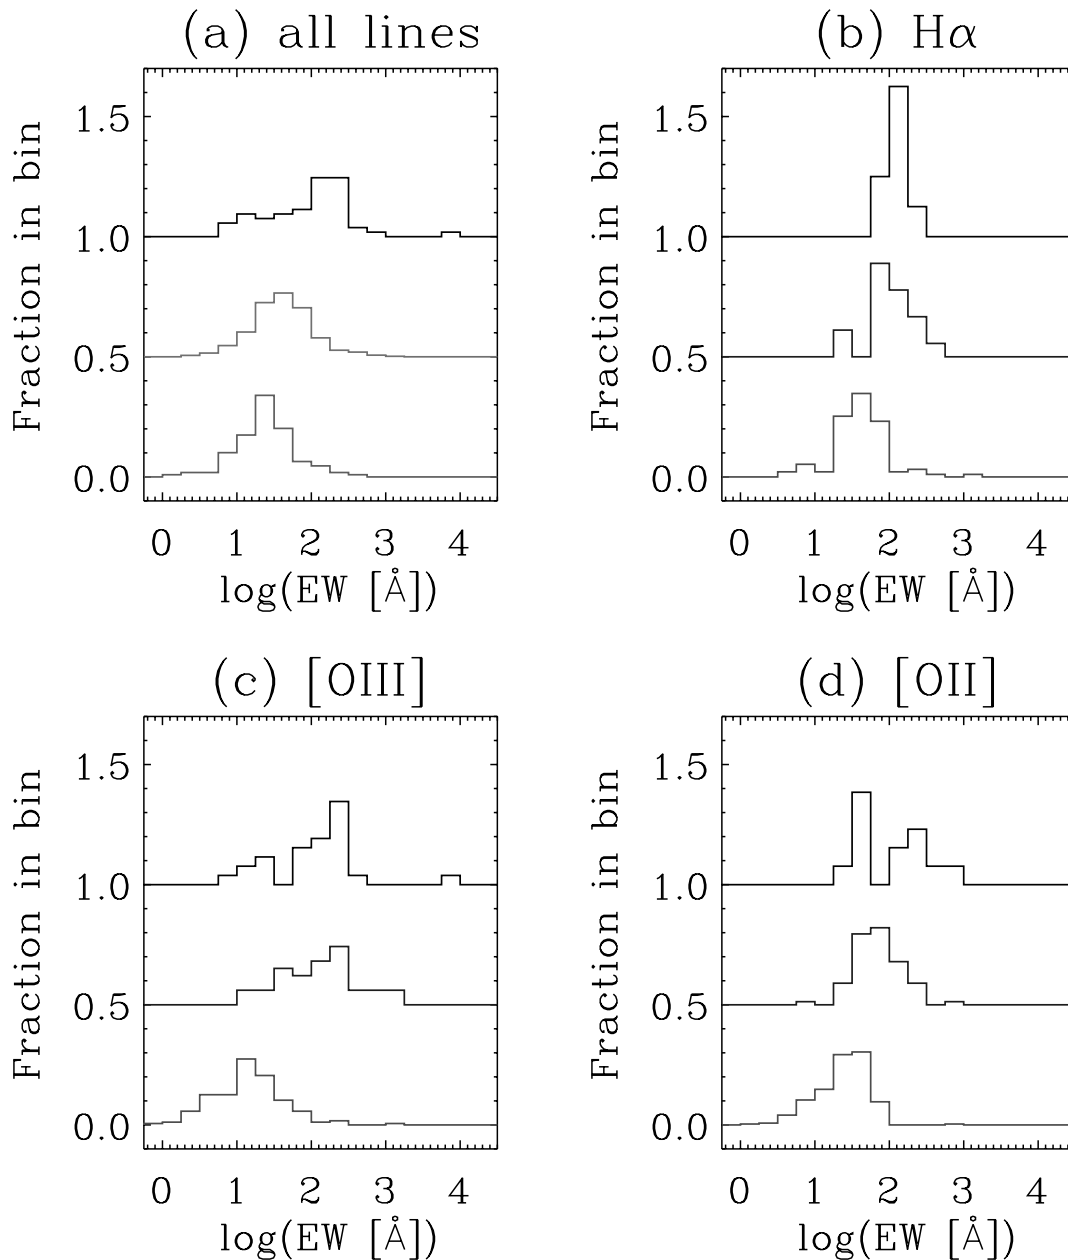 (a) all lines
(b) Hα
Fraction in bin
1.5
1.0
0.5
0.0
0 1 2 3 4
log(EW [Å])
Fraction in bin
1.5
1.0
0.5
0.0
0 1 2 3 4
log(EW [Å])
(c) [OIII]
(d) [OII]
Fraction in bin
1.5
1.0
0.5
0.0
0 1 2 3 4
log(EW [Å])
Fraction in bin
1.5
1.0
0.5
0.0
0 1 2 3 4
log(EW [Å])